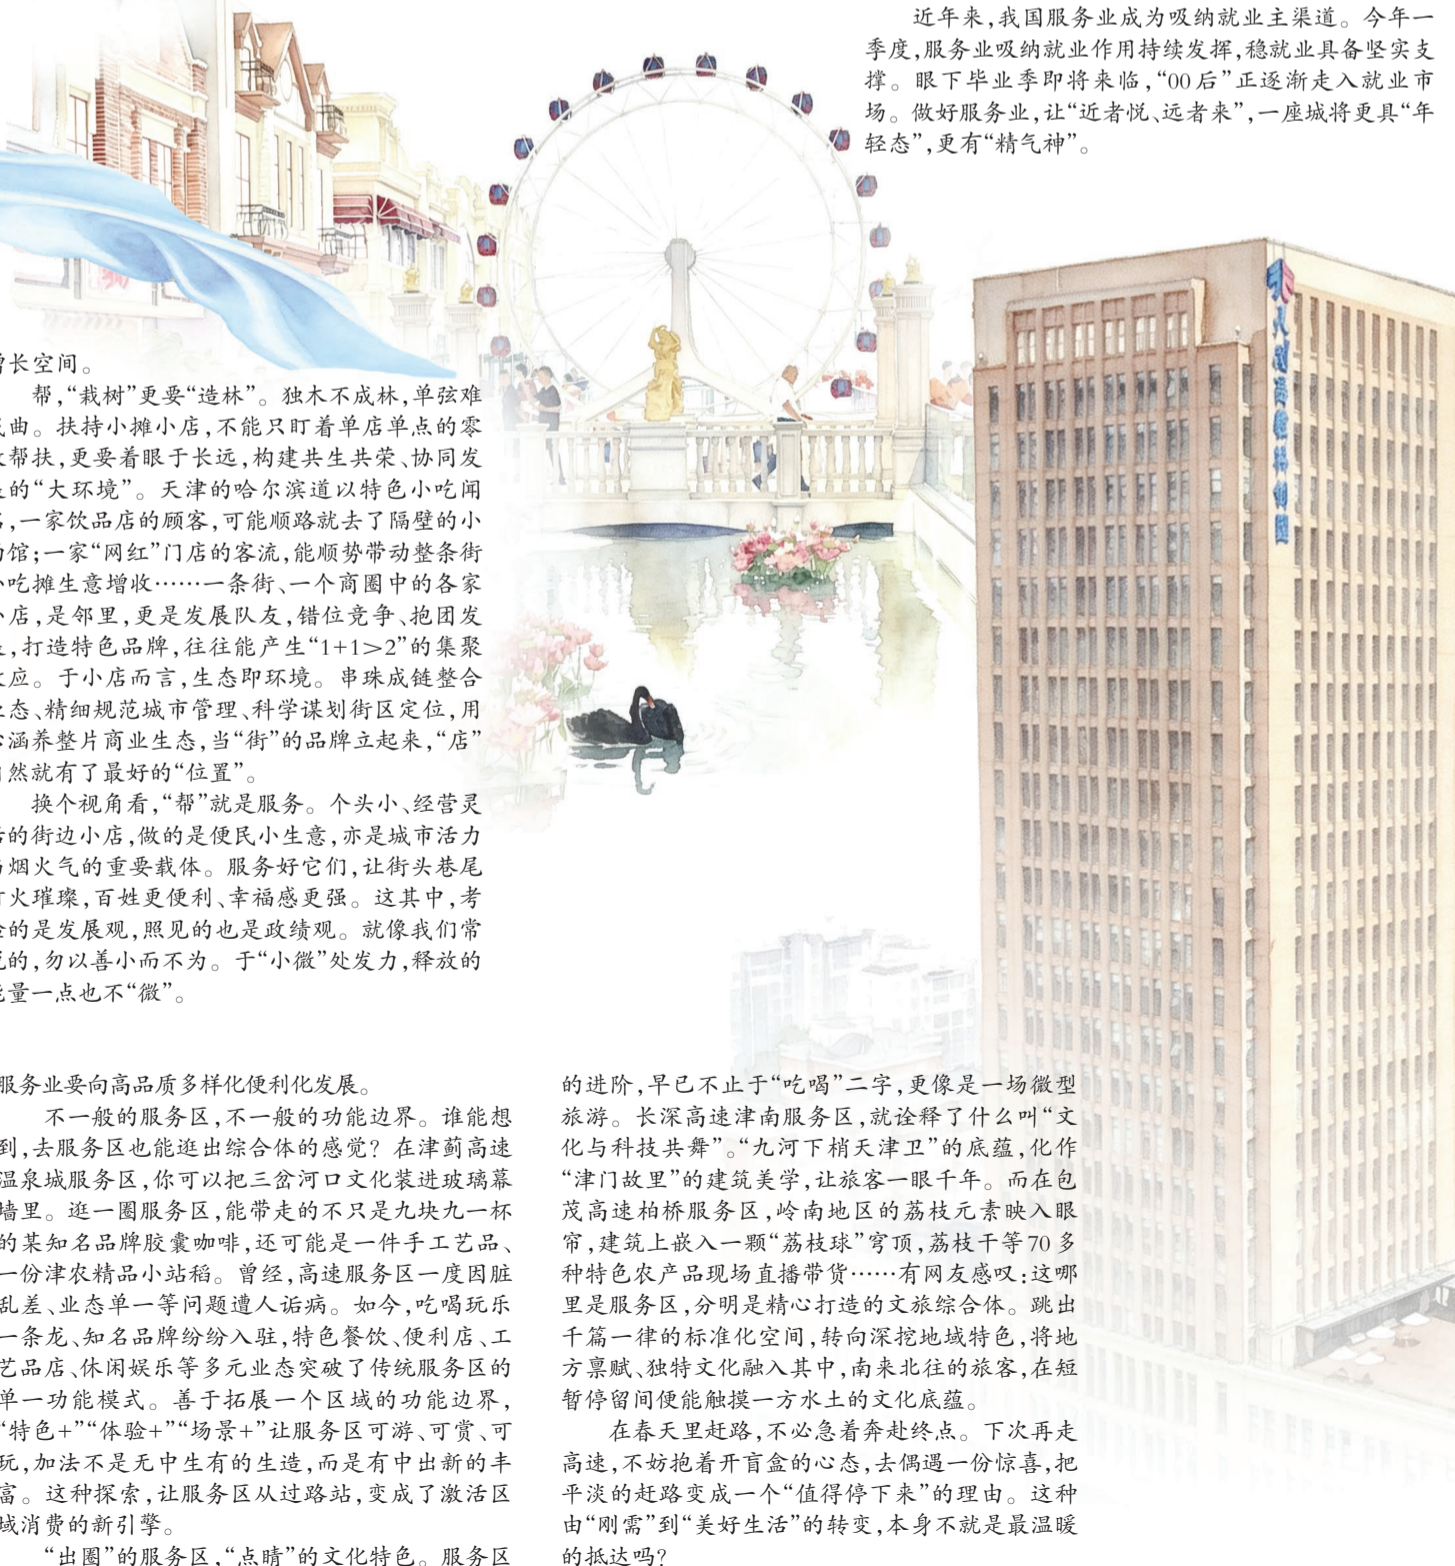 近年来,我国服务业成为吸纳就业主渠道。今年一
季度,服务业吸纳就业作用持续发挥,稳就业具备坚实支
撑。眼下毕业季即将来临,“00后”正逐渐走入就业市
场。做好服务业,让“近者悦、远者来”,一座城将更具“年
轻态”,更有“精气神”。
长空间。
帮,“栽树”更要“造林”。独木不成林,单弦难
曲。扶持小摊小店,不能只盯着单店单点的零
帮扶,更要着眼于长远,构建共生共荣、协同发
的“大环境”。天津的哈尔滨道以特色小吃闻
,一家饮品店的顾客,可能顺路就去了隔壁的小
馆;一家“网红”门店的客流,能顺势带动整条街
吃摊生意增收……一条街、一个商圈中的各家
店,是邻里,更是发展队友,错位竞争、抱团发
,打造特色品牌,往往能产生“1+1>2”的集聚
应。于小店而言,生态即环境。串珠成链整合
态、精细规范城市管理、科学谋划街区定位,用
涵养整片商业生态,当“街”的品牌立起来,“店”
然就有了最好的“位置”。
换个视角看,“帮”就是服务。个头小、经营灵
的街边小店,做的是便民小生意,亦是城市活力
烟火气的重要载体。服务好它们,让街头巷尾
火璀璨,百姓更便利、幸福感更强。这其中,考
的是发展观,照见的也是政绩观。就像我们常
的,勿以善小而不为。于“小微”处发力,释放的
量一点也不“微”。
服务业要向高品质多样化便利化发展。
不一般的服务区,不一般的功能边界。谁能想
到,去服务区也能逛出综合体的感觉?在津蓟高速
温泉城服务区,你可以把三岔河口文化装进玻璃幕
墙里。逛一圈服务区,能带走的不只是九块九一杯
的某知名品牌胶囊咖啡,还可能是一件手工艺品、
一份津农精品小站稻。曾经,高速服务区一度因脏
乱差、业态单一等问题遭人诟病。如今,吃喝玩乐
一条龙、知名品牌纷纷入驻,特色餐饮、便利店、工
艺品店、休闲娱乐等多元业态突破了传统服务区的
单一功能模式。善于拓展一个区域的功能边界,
“特色+”“体验+”“场景+”让服务区可游、可赏、可
玩,加法不是无中生有的生造,而是有中出新的丰
富。这种探索,让服务区从过路站,变成了激活区
域消费的新引擎。
“出圈”的服务区,“点睛”的文化特色。服务区
的进阶,早已不止于“吃喝”二字,更像是一场微型
旅游。长深高速津南服务区,就诠释了什么叫“文
化与科技共舞”。“九河下梢天津卫”的底蕴,化作
“津门故里”的建筑美学,让旅客一眼千年。而在包
茂高速柏桥服务区,岭南地区的荔枝元素映入眼
帘,建筑上嵌入一颗“荔枝球”穹顶,荔枝干等70多
种特色农产品现场直播带货……有网友感叹:这哪
里是服务区,分明是精心打造的文旅综合体。跳出
千篇一律的标准化空间,转向深挖地域特色,将地
方禀赋、独特文化融入其中,南来北往的旅客,在短
暂停留间便能触摸一方水土的文化底蕴。
在春天里赶路,不必急着奔赴终点。下次再走
高速,不妨抱着开盲盒的心态,去偶遇一份惊喜,把
平淡的赶路变成一个“值得停下来”的理由。这种
由“刚需”到“美好生活”的转变,本身不就是最温暖
的抵达吗?